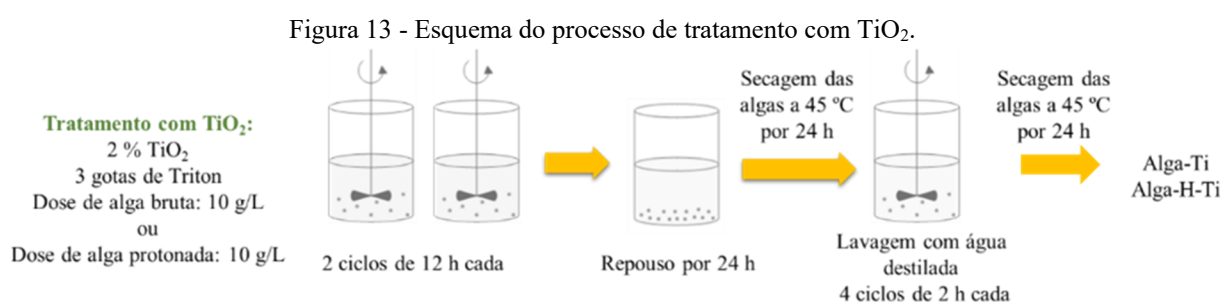 Figura 13 - Esquema do processo de tratamento com TiO₂.
Tratamento com TiO₂:
2 % TiO₂
3 gotas de Triton
Dose de alga bruta: 10 g/L
ou
Dose de alga protonada: 10 g/L
2 ciclos de 12 h cada
Repouso por 24 h
Secagem das
algas a 45 ºC
por 24 h
Lavagem com água
destilada
4 ciclos de 2 h cada
Secagem das
algas a 45 ºC
por 24 h
Alga-Ti
Alga-H-Ti